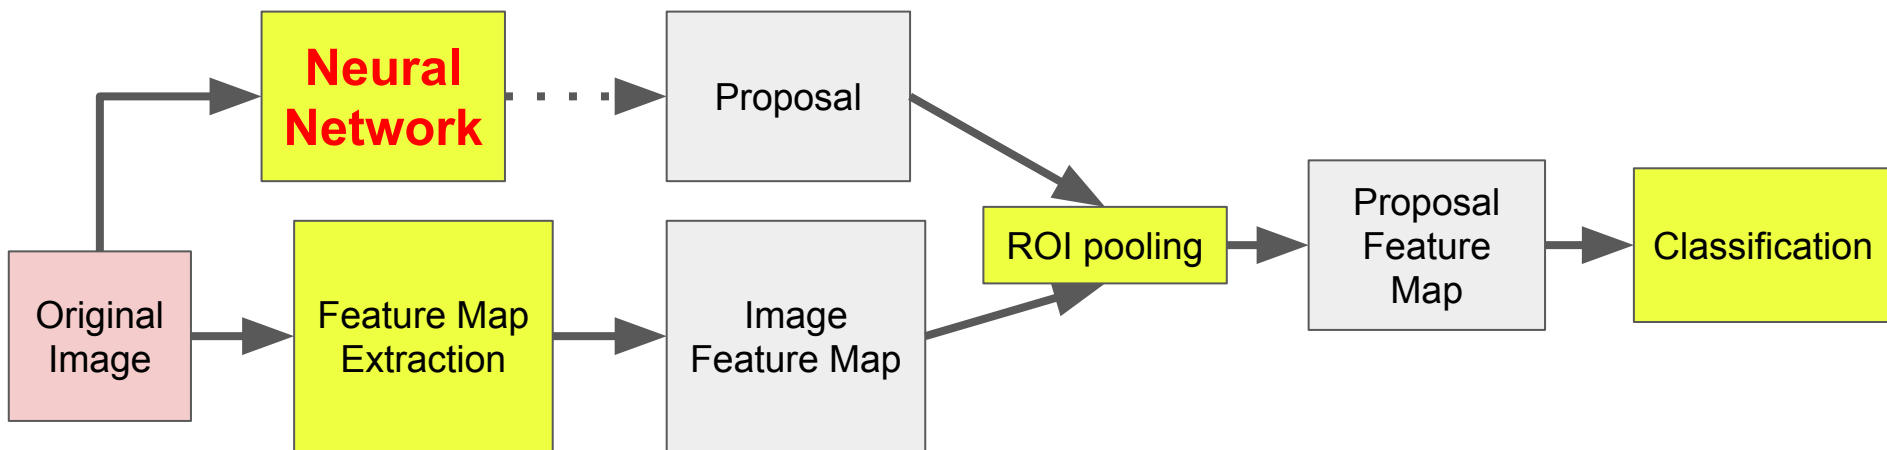 Neural
Network
Proposal
Original
Image
Feature Map
Extraction
Image
Feature Map
ROI pooling
Proposal
Feature
Map
Classification